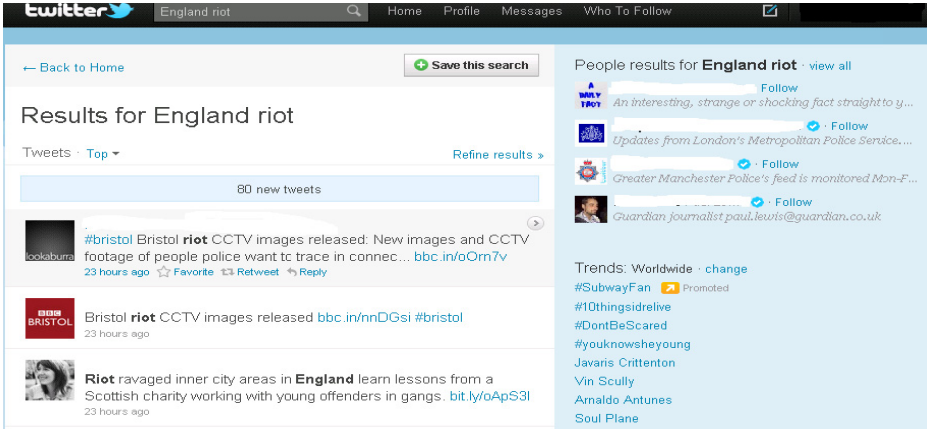 twitter
England riot
Home Profile Messages Who To Follow
← Back to Home
Save this search
Results for England riot
Tweets · Top
Refine results »
80 new tweets
lookaburra
#bristol Bristol riot CCTV images released: New images and CCTV
footage of people police want to trace in connec... bbc.in/oOrn7v
23 hours ago Favorite Retweet Reply
BBC
BRISTOL
Bristol riot CCTV images released bbc.in/nnDGsi #bristol
23 hours ago
Riot ravaged inner city areas in England learn lessons from a
Scottish charity working with young offenders in gangs. bit.ly/oApS3l
23 hours ago
People results for England riot · view all
A
DAILY
FACT
Follow
An interesting, strange or shocking fact straight to y...
· Follow
Updates from London's Metropolitan Police Service....
· Follow
Greater Manchester Police's feed is monitored Mon-F...
· Follow
Guardian journalist paul.lewis@guardian.co.uk
Trends: Worldwide · change
#SubwayFan Promoted
#10thingsidrelive
#DontBeScared
#youknowsheyoung
Javaris Crittenton
Vin Scully
Arnaldo Antunes
Soul Plane